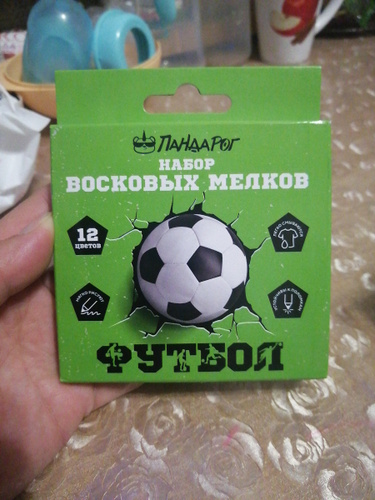 ПАНДАРОГ
НАБОР
ВОСКОВЫХ МЕЛКОВ
12
ЦВЕТОВ
ФУТБОЛ